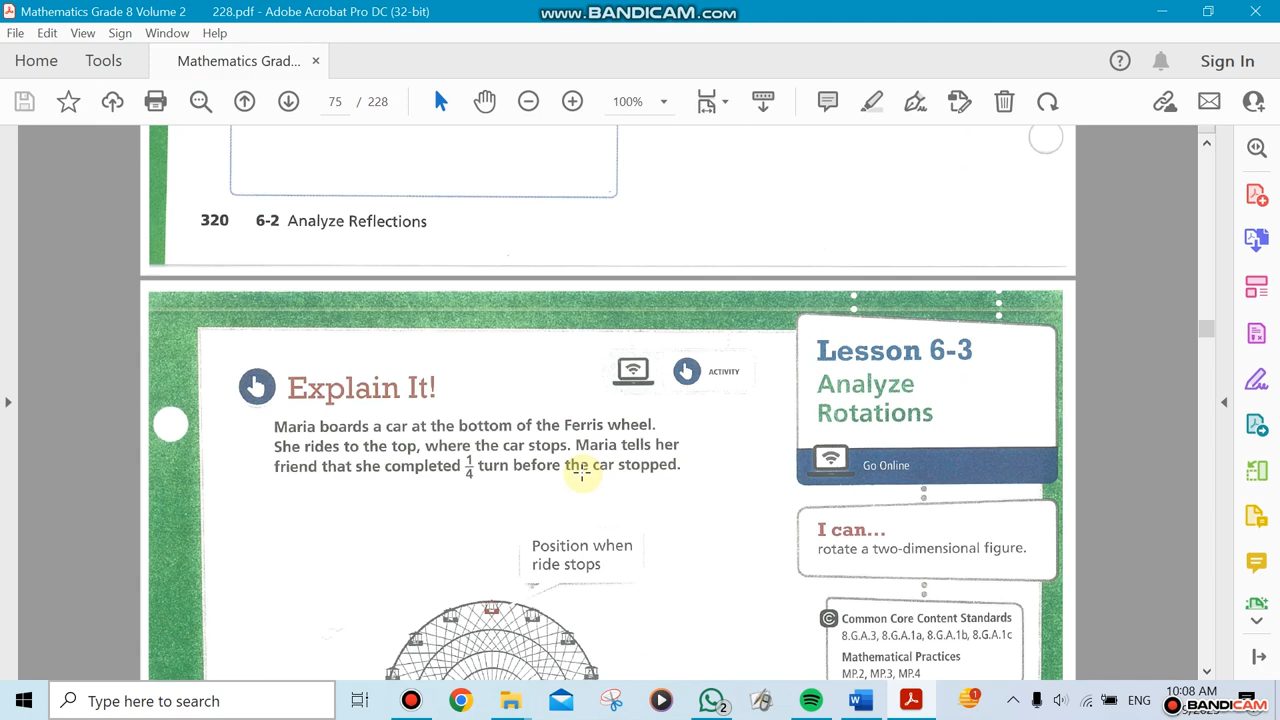 Mathematics Grade 8 Volume 2 228.pdf - Adobe Acrobat Pro DC (32-bit)
www.BANDICAM.com
File Edit View Sign Window Help
Home Tools Mathematics Grad... × Sign In
75 / 228 100%
320 6-2 Analyze Reflections
Explain It!
ACTIVITY
Maria boards a car at the bottom of the Ferris wheel.
She rides to the top, where the car stops. Maria tells her
friend that she completed 1/4 turn before the car stopped.
Position when
ride stops
Lesson 6-3
Analyze
Rotations
Go Online
I can...
rotate a two-dimensional figure.
Common Core Content Standards
8.G.A.3, 8.G.A.1a, 8.G.A.1b, 8.G.A.1c
Mathematical Practices
MP.2, MP.3, MP.4
Type here to search
2
1
ENG
10:08 AM
BANDICAM